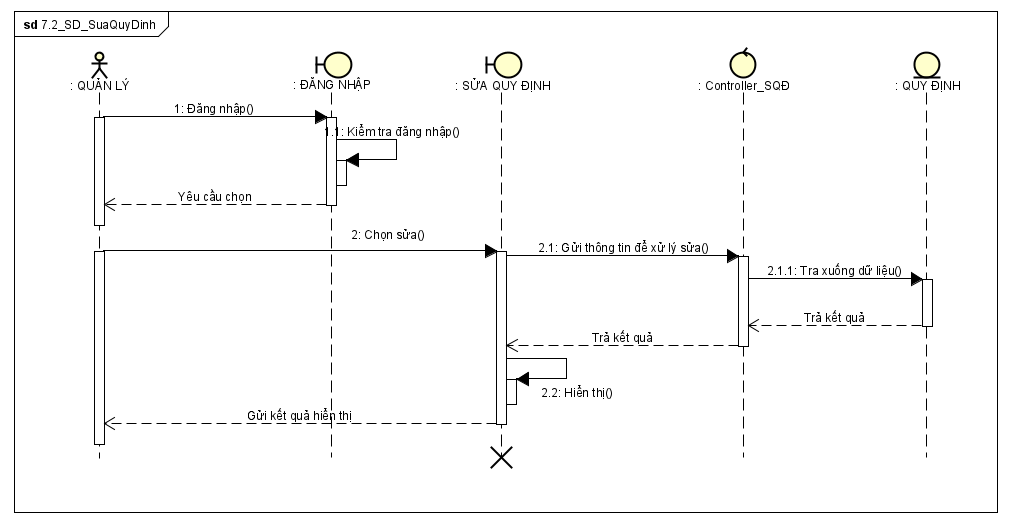 sd 7.2_SD_SuaQuyDinh
: QUẢN LÝ
: ĐĂNG NHẬP
: SỬA QUY ĐỊNH
: Controller_SQĐ
: QUY ĐỊNH
1: Đăng nhập()
1.1: Kiểm tra đăng nhập()
Yêu cầu chọn
2: Chọn sửa()
2.1: Gửi thông tin để xử lý sửa()
2.1.1: Tra xuống dữ liệu()
Trả kết quả
Trả kết quả
2.2: Hiển thị()
Gửi kết quả hiển thị